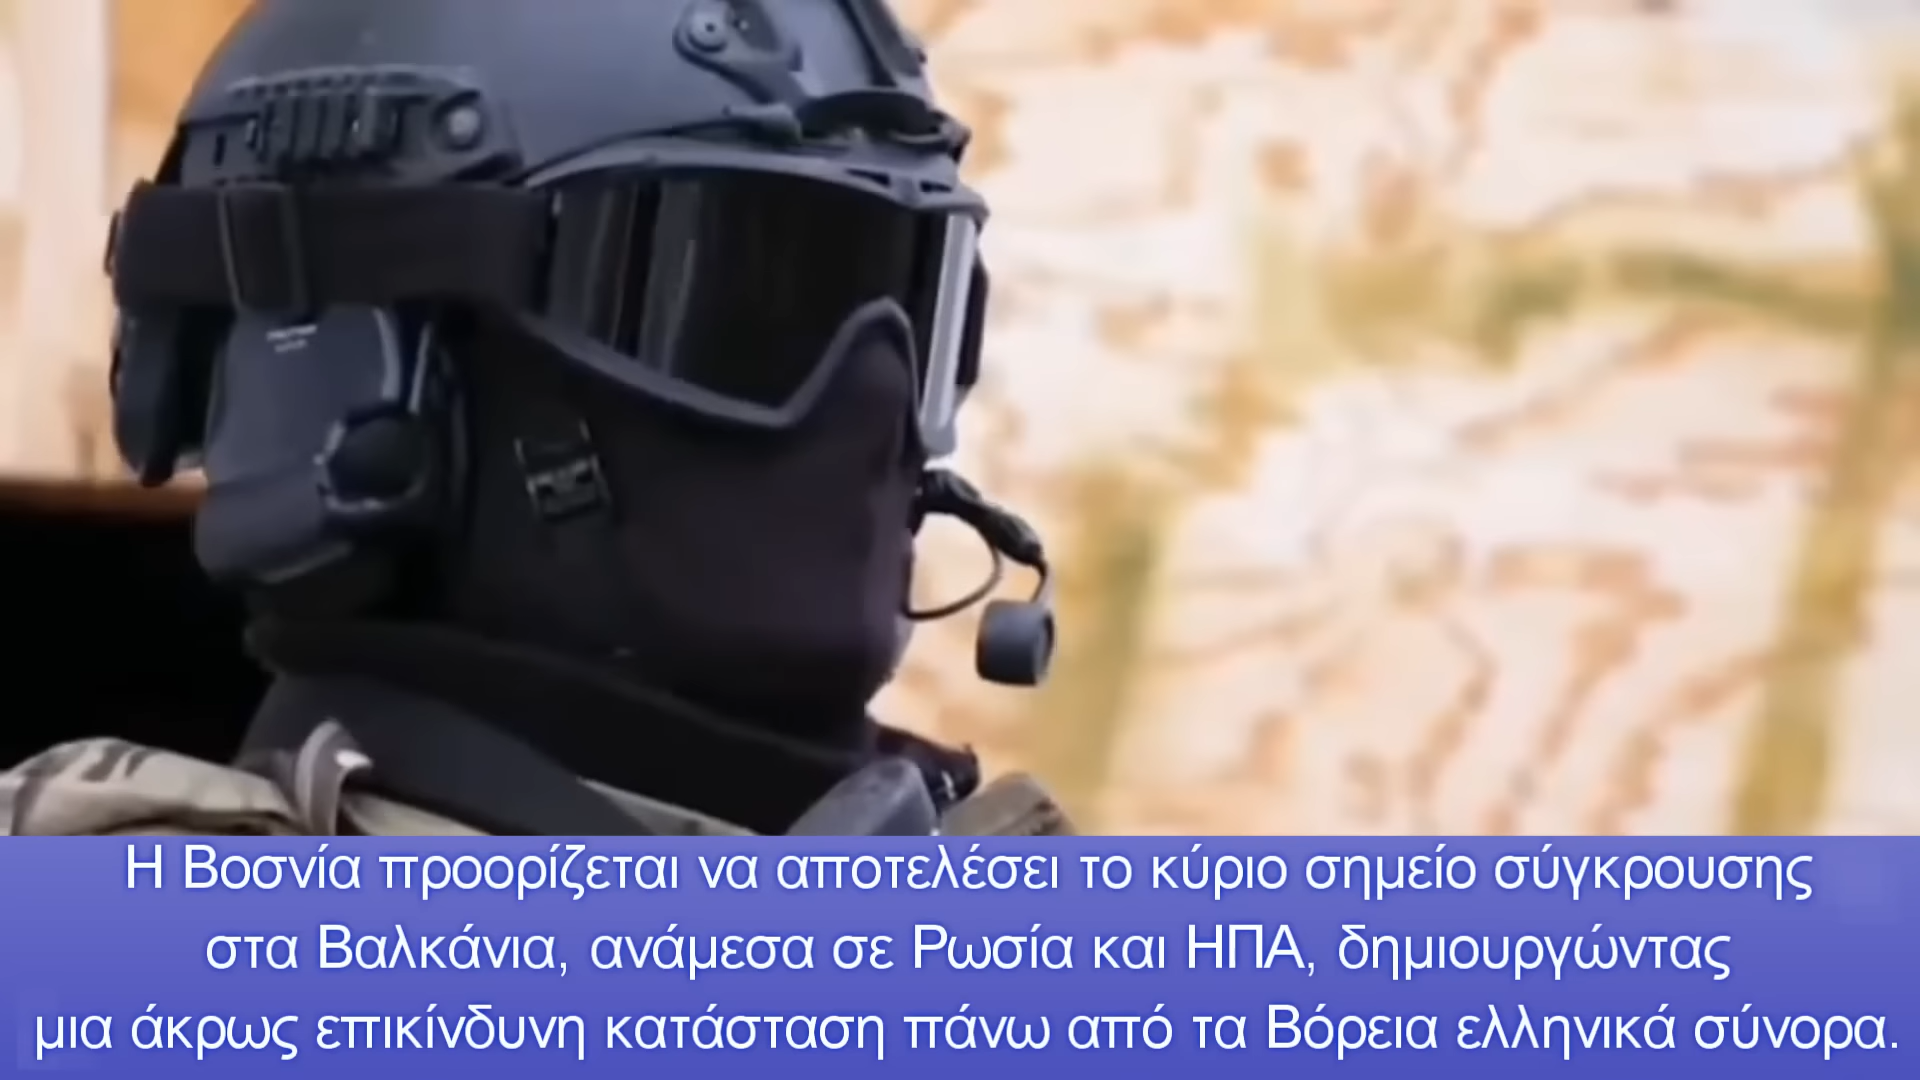 Η Βοσνία προορίζεται να αποτελέσει το κύριο σημείο σύγκρουσης
στα Βαλκάνια, ανάμεσα σε Ρωσία και ΗΠΑ, δημιουργώντας
μια άκρως επικίνδυνη κατάσταση πάνω από τα Βόρεια ελληνικά σύνορα.